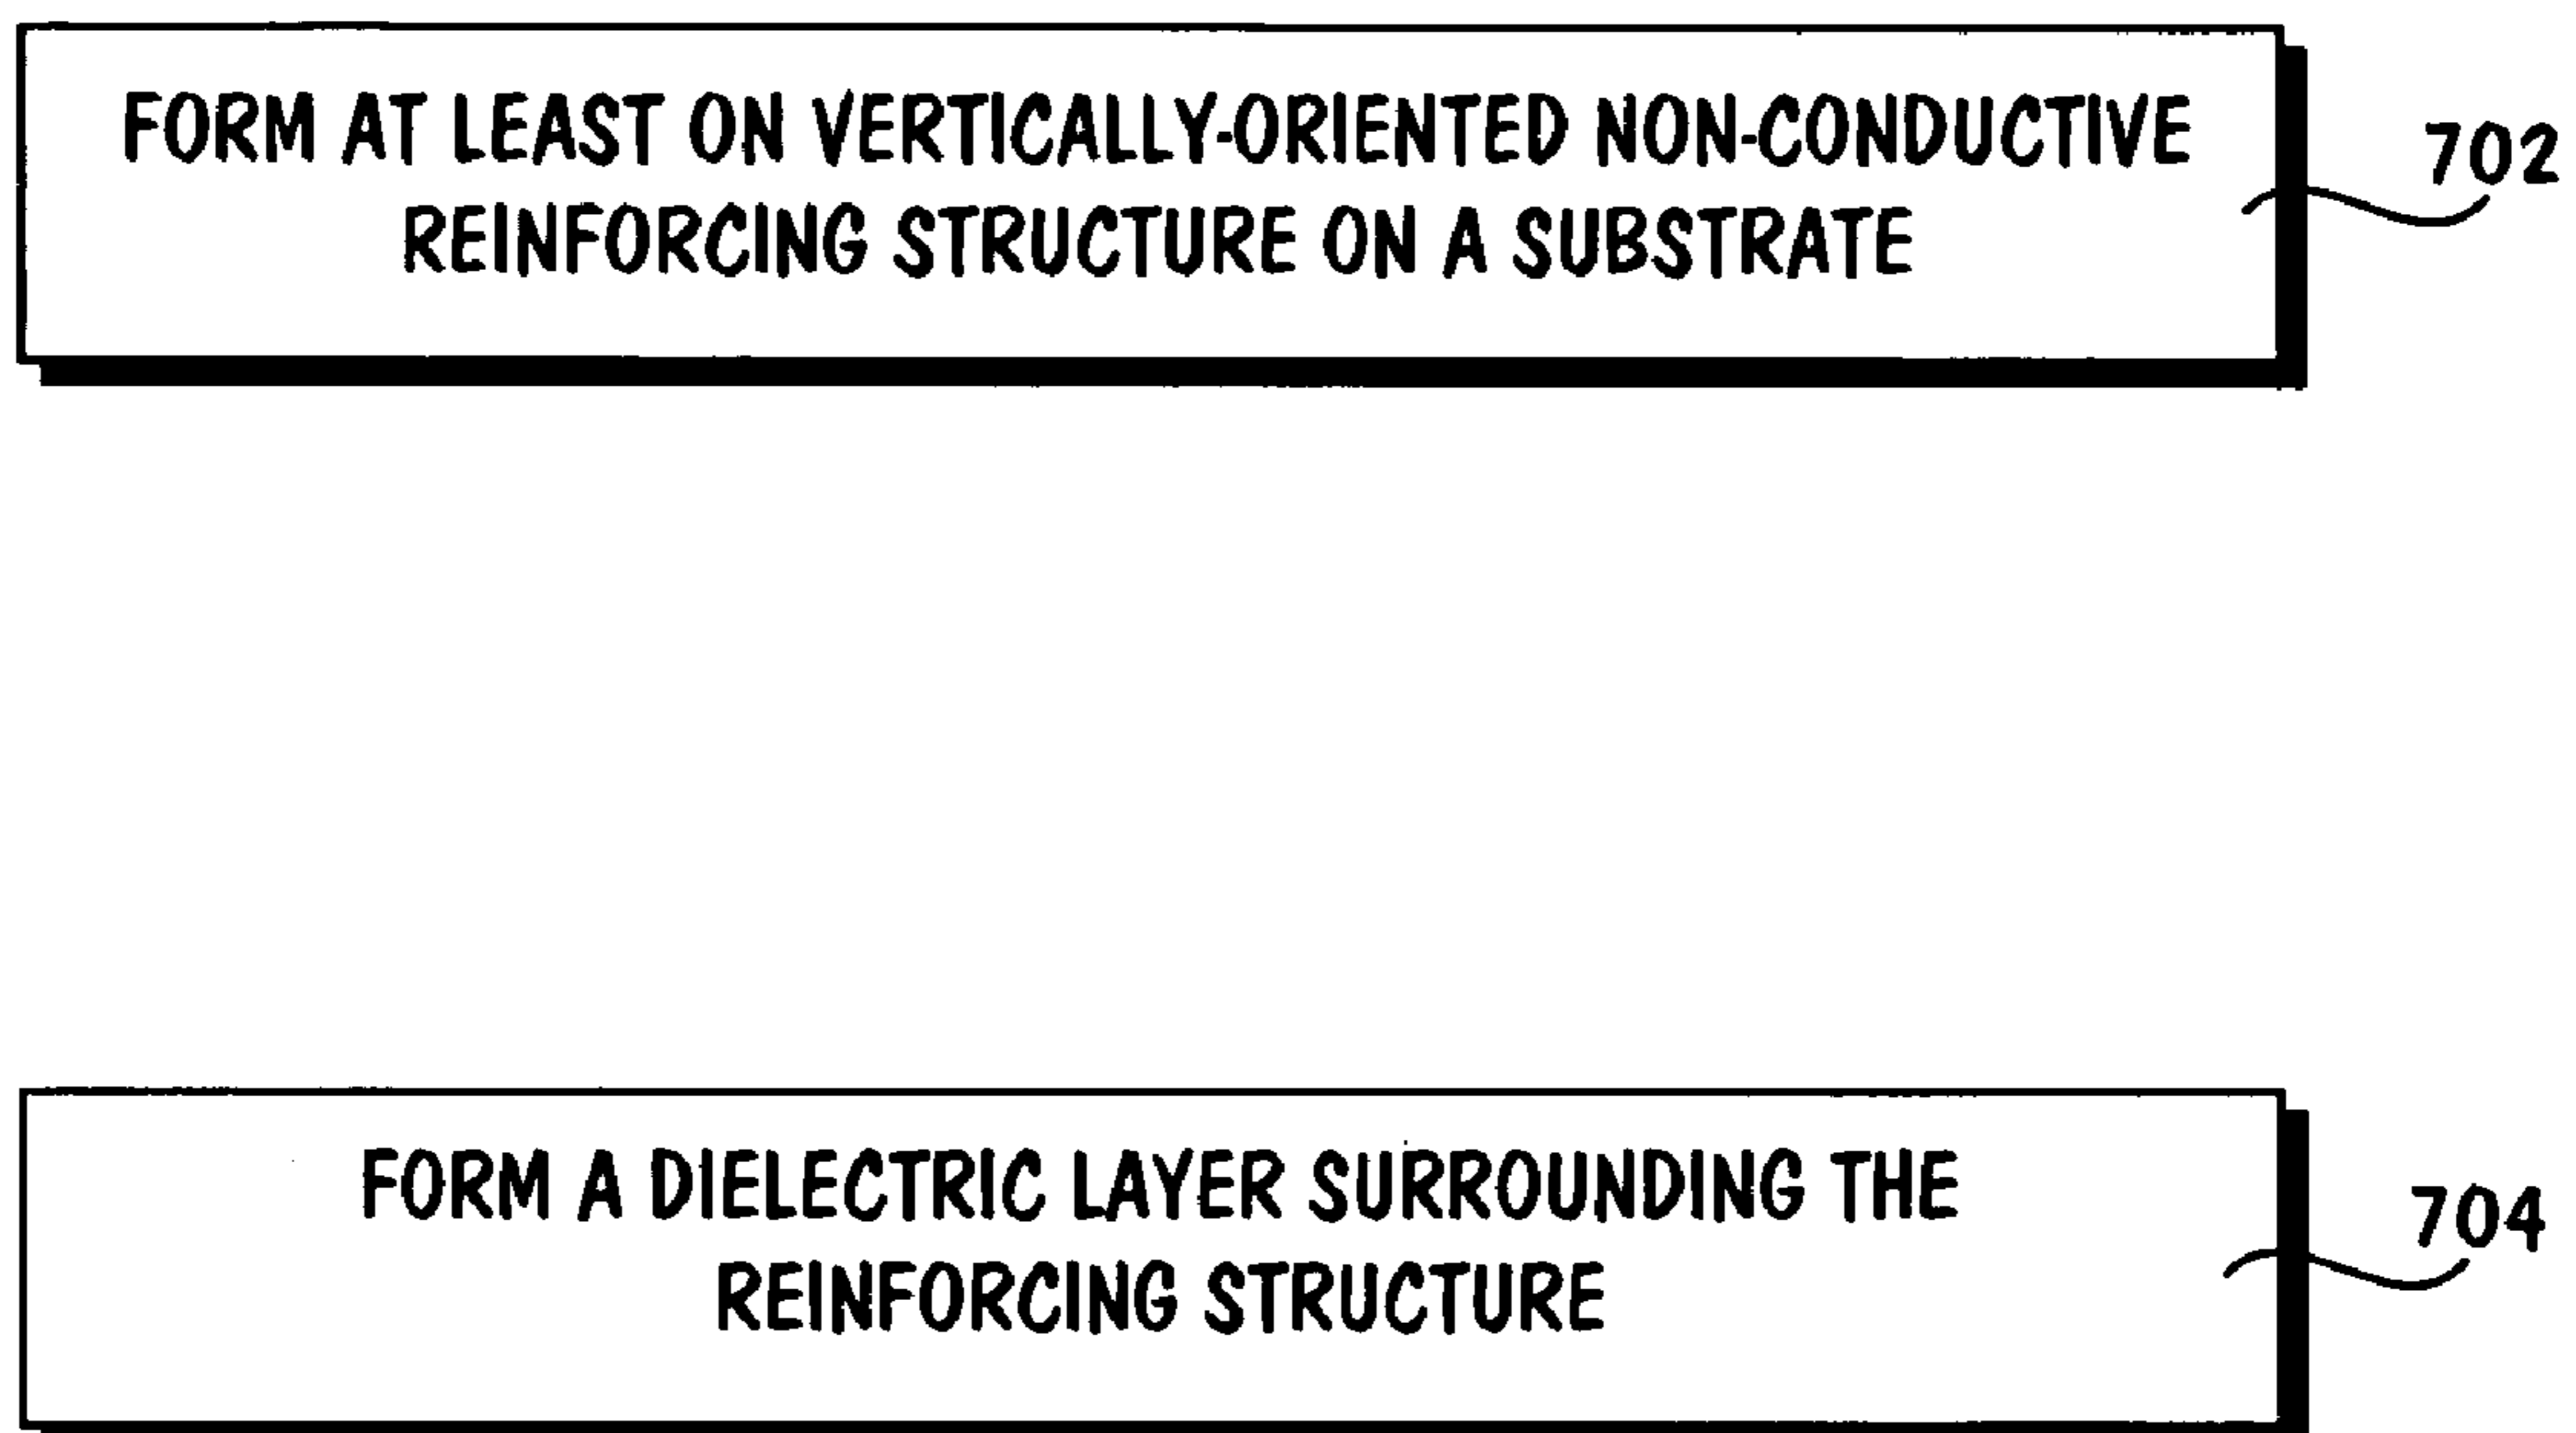 FORM AT LEAST ON VERTICALLY-ORIENTED NON-CONDUCTIVE
REINFORCING STRUCTURE ON A SUBSTRATE
702
FORM A DIELECTRIC LAYER SURROUNDING THE
REINFORCING STRUCTURE
704